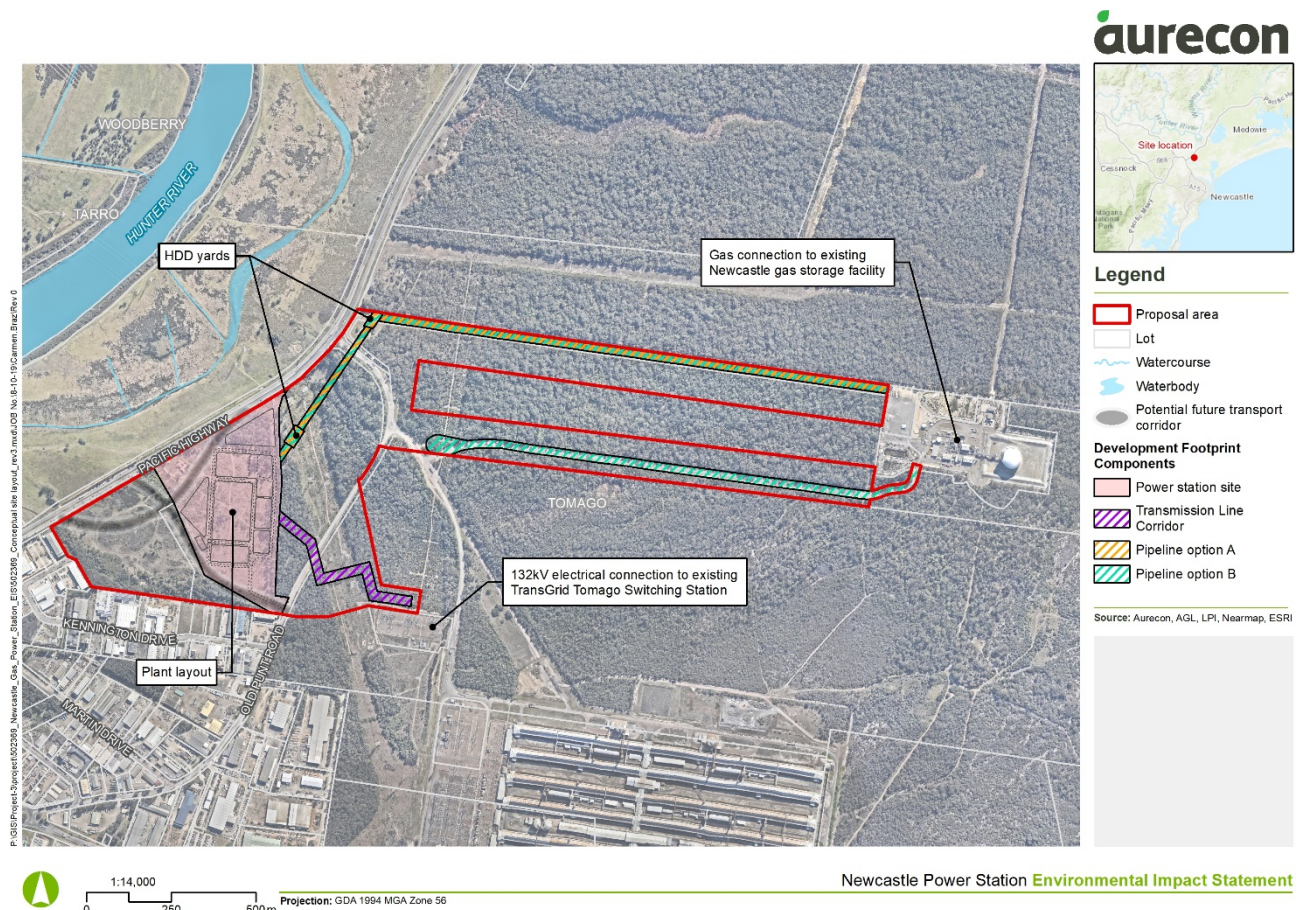 aurecon
WOODBERRY
TARRO
HUNTER RIVER
HDD yards
Gas connection to existing
Newcastle gas storage facility
PACIFIC HIGHWAY
TOMAGO
132kV electrical connection to existing
TransGrid Tomago Switching Station
KENNINGTON DRIVE
Plant layout
OLD PUNT ROAD
MARTIN DRIVE
Hunter River
Medowie
Site location
Cessnock
Newcastle
Legend
Proposal area
Lot
Watercourse
Waterbody
Potential future transport
corridor
Development Footprint
Components
Power station site
Transmission Line
Corridor
Pipeline option A
Pipeline option B
Source: Aurecon, AGL, LPI, Nearmap, ESRI
1:14,000
0 250 500m
Projection: GDA 1994 MGA Zone 56
Newcastle Power Station Environmental Impact Statement